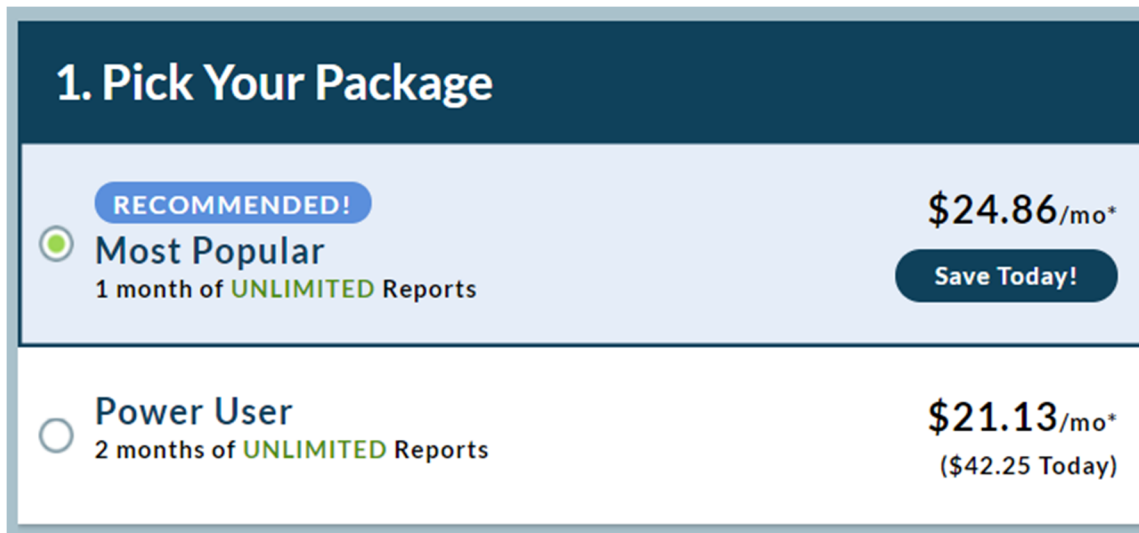 1. Pick Your Package
RECOMMENDED!
Most Popular
1 month of UNLIMITED Reports
$24.86/mo*
Save Today!
Power User
2 months of UNLIMITED Reports
$21.13/mo*
($42.25 Today)